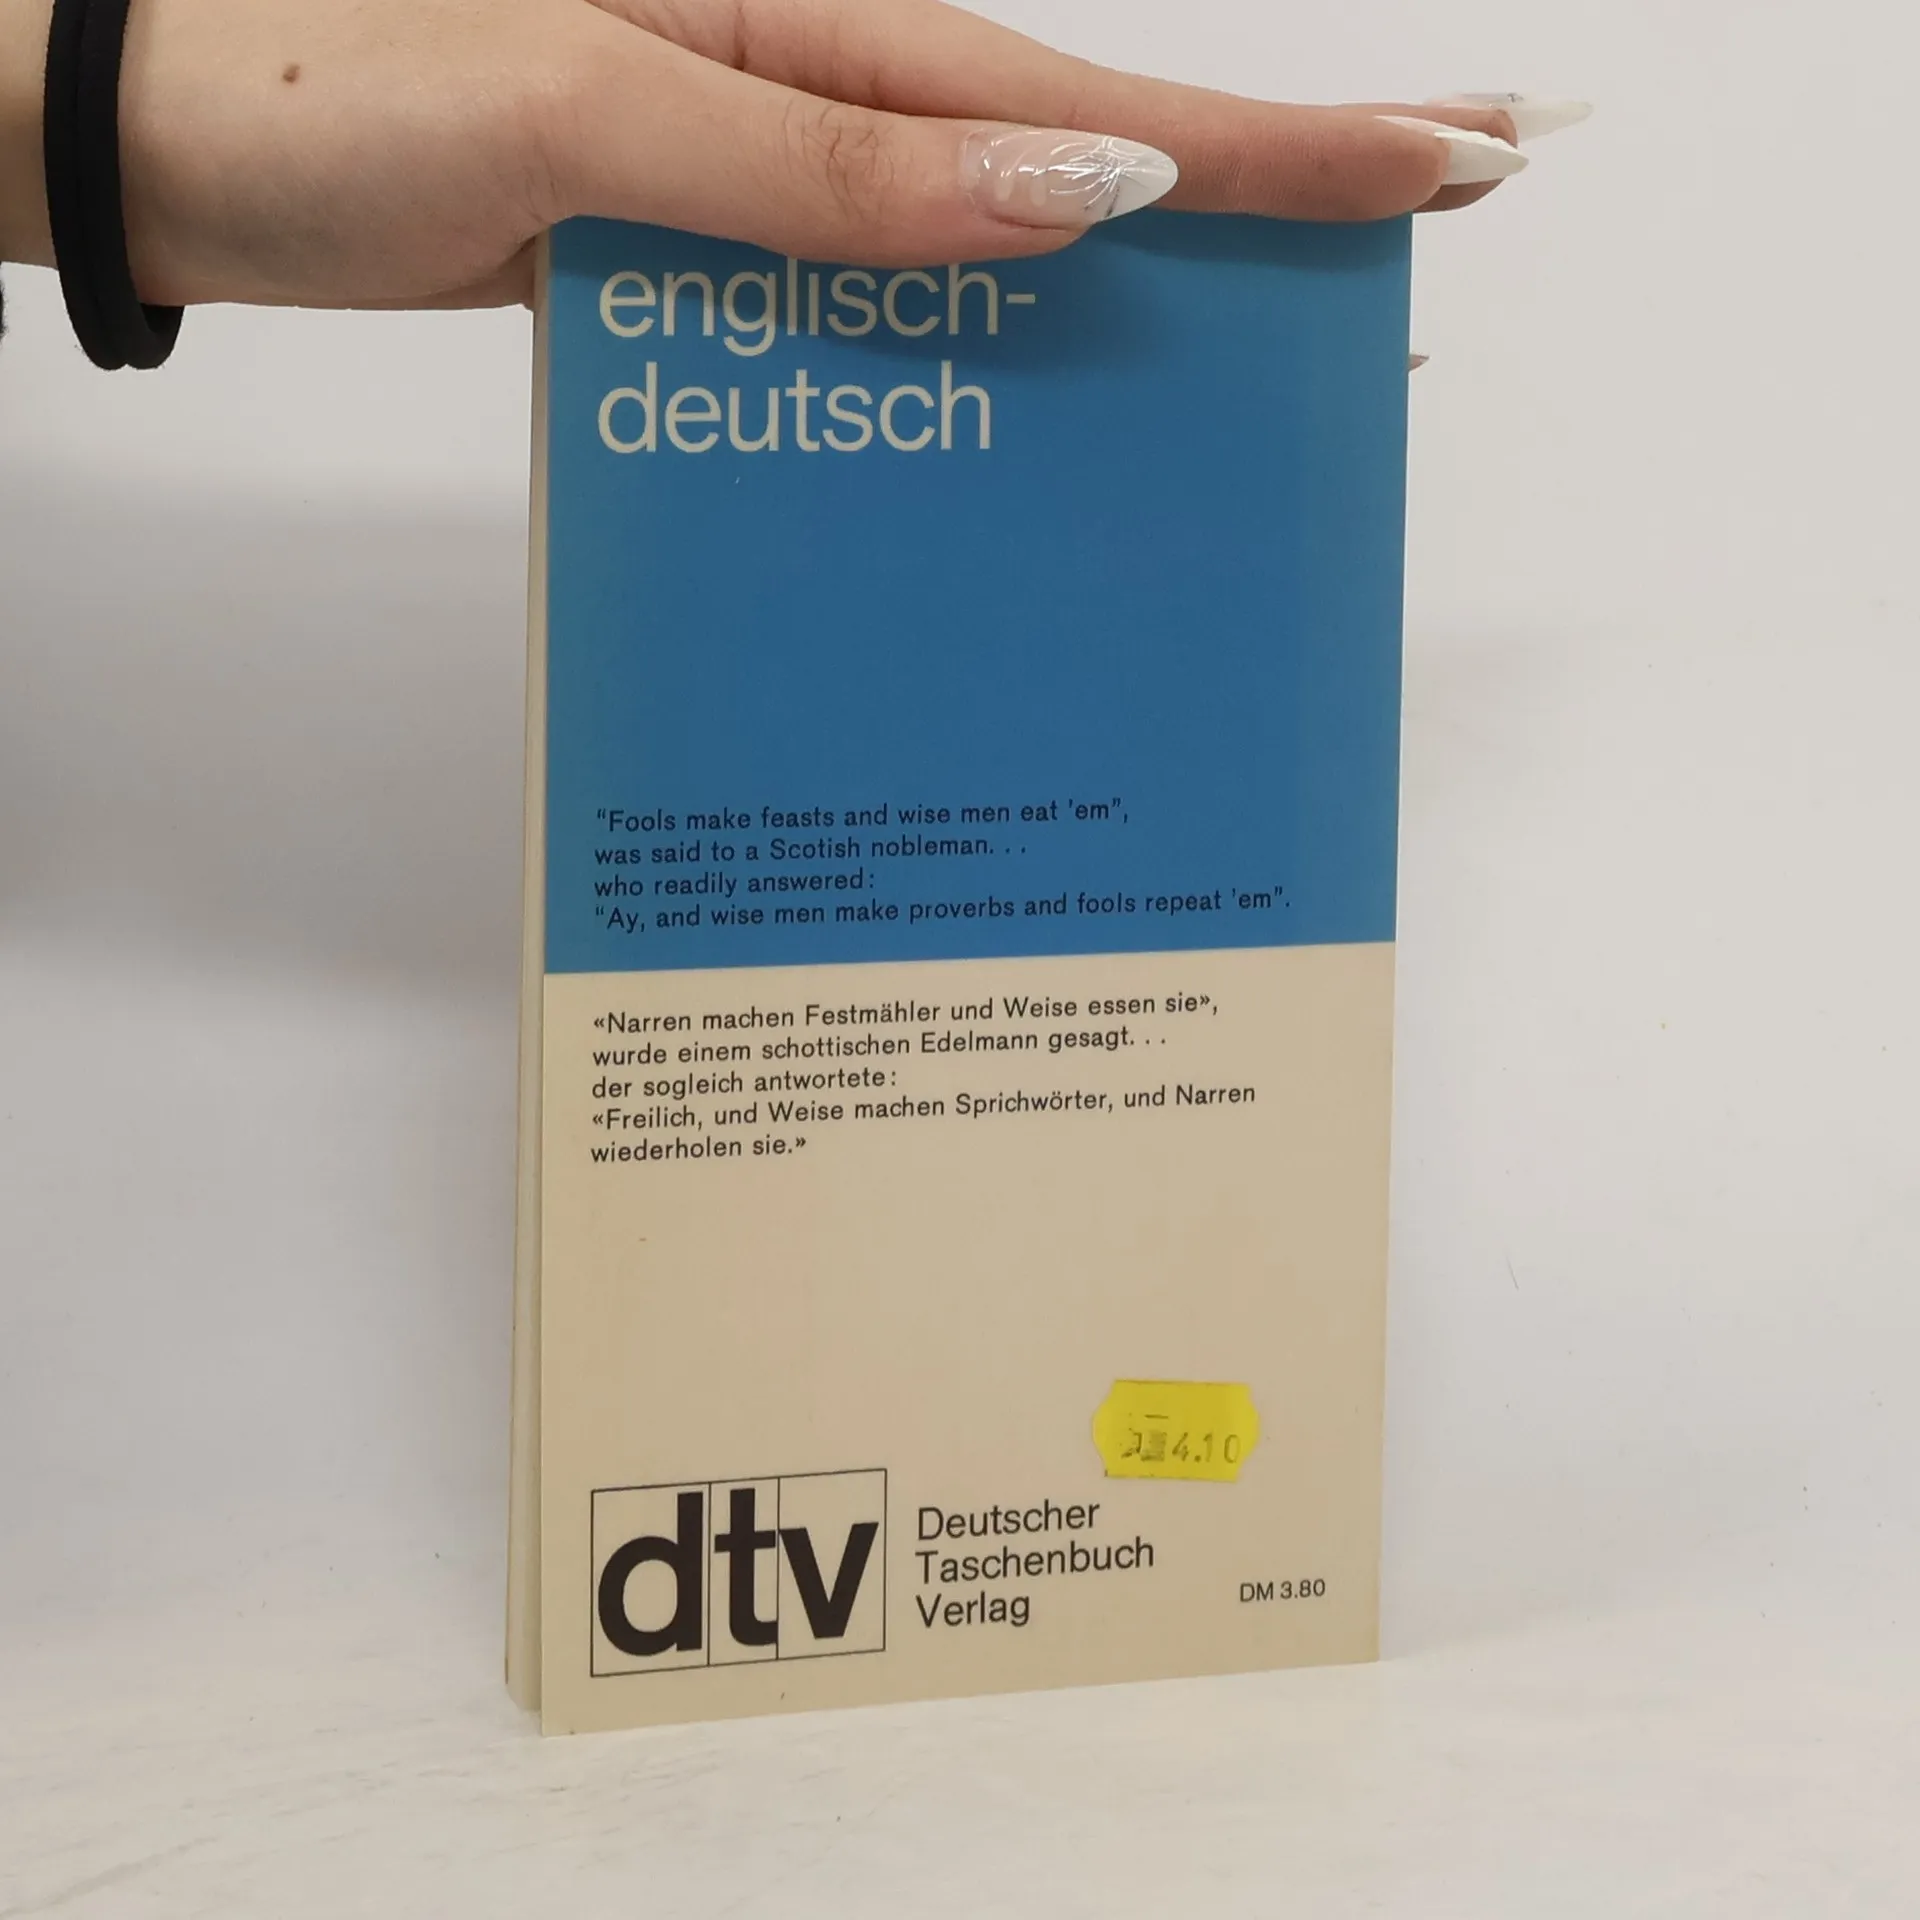 englisch-
deutsch
"Fools make feasts and wise men eat 'em",
was said to a Scotish nobleman. . .
who readily answered:
"Ay, and wise men make proverbs and fools repeat 'em".
«Narren machen Festmähler und Weise essen sie»,
wurde einem schottischen Edelmann gesagt. . .
der sogleich antwortete:
«Freilich, und Weise machen Sprichwörter, und Narren
wiederholen sie.»
4.10
dtv
Deutscher
Taschenbuch
Verlag
DM 3.80